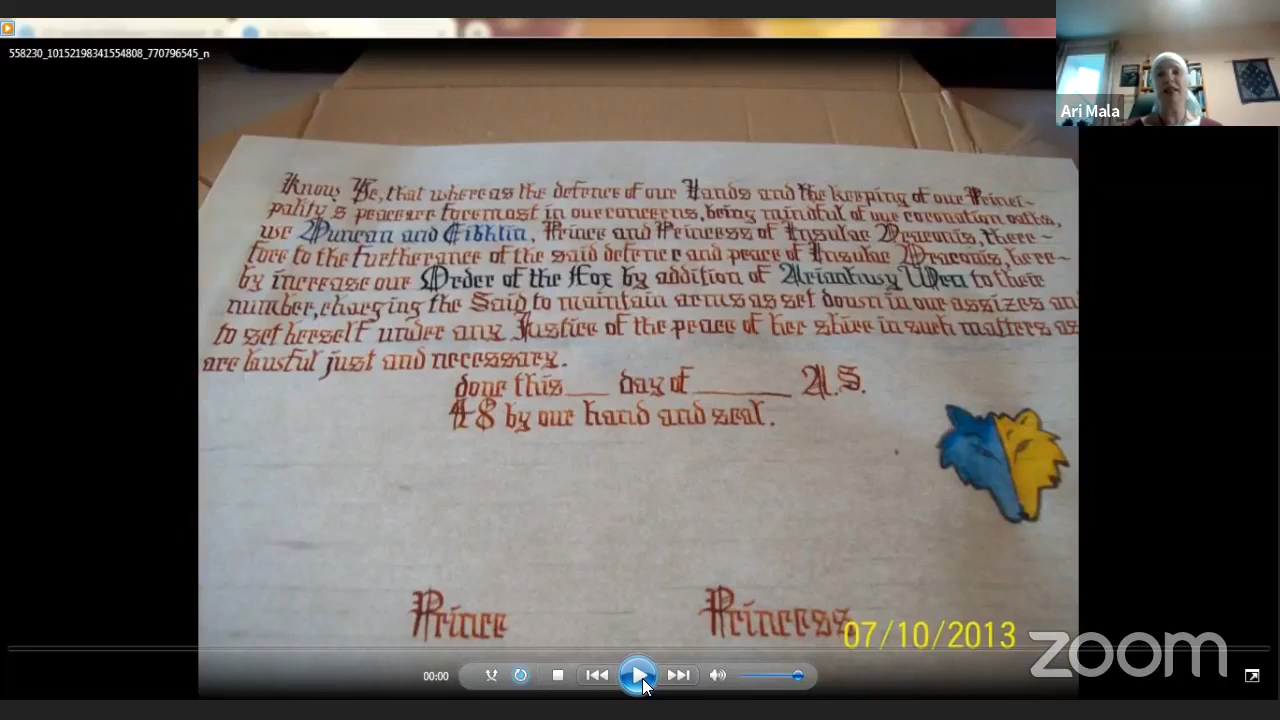 558230_10152198341554808_770796545_n
Ari Mala
Know Ye, that where as the defence of our Lands and the keeping of our Princi-
pality's peace are foremost in our concerns, being mindful of our coronation oaths,
we Duncan and Eibhlin, Prince and Princess of Insulae Draconis, there-
fore to the furtherance of the said defence and peace of Insulae Draconis, here-
by increase our Order of the Fox by addition of Arianhwy Wen to their
number, charging the Said to maintain arms as set down in our assizes an
to set herself under any Justice of the peace of her shire in such matters as
are lawful just and necessary.
done this ___ day of ______ A.S.
48 by our hand and seal.
Prince Princess
07/10/2013
zoom
00:00